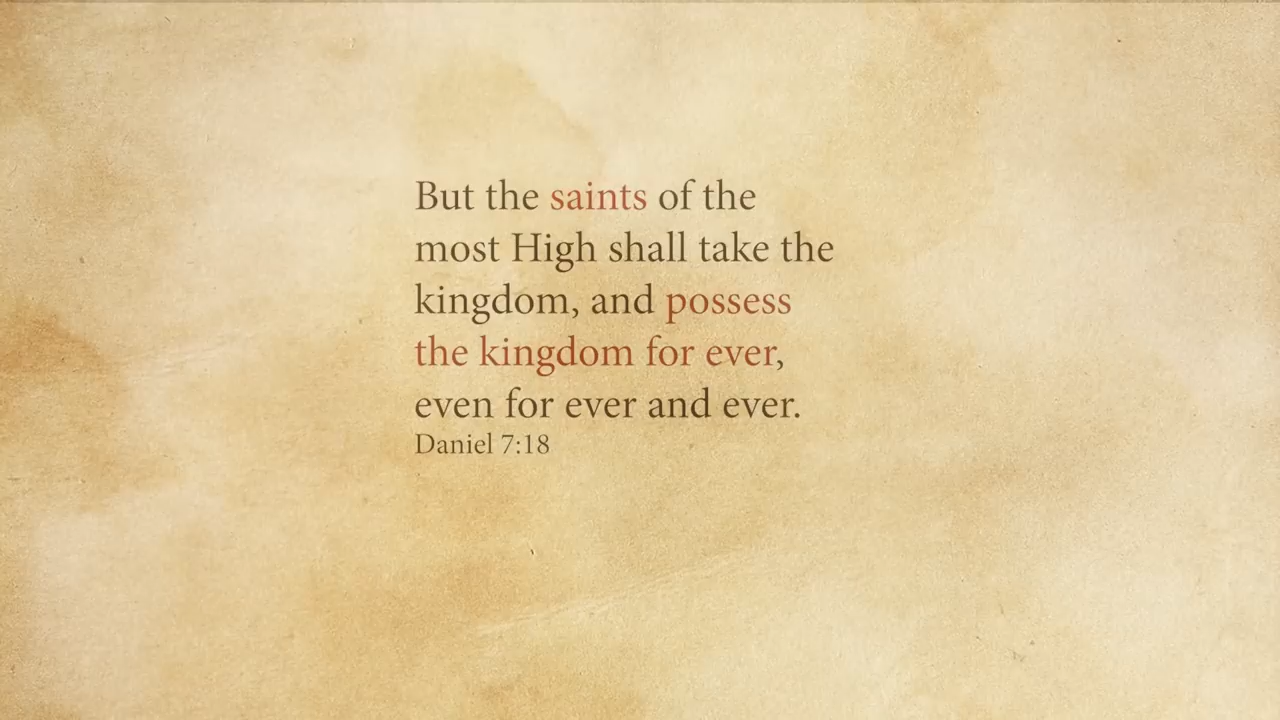 But the saints of the
most High shall take the
kingdom, and possess
the kingdom for ever,
even for ever and ever.
Daniel 7:18